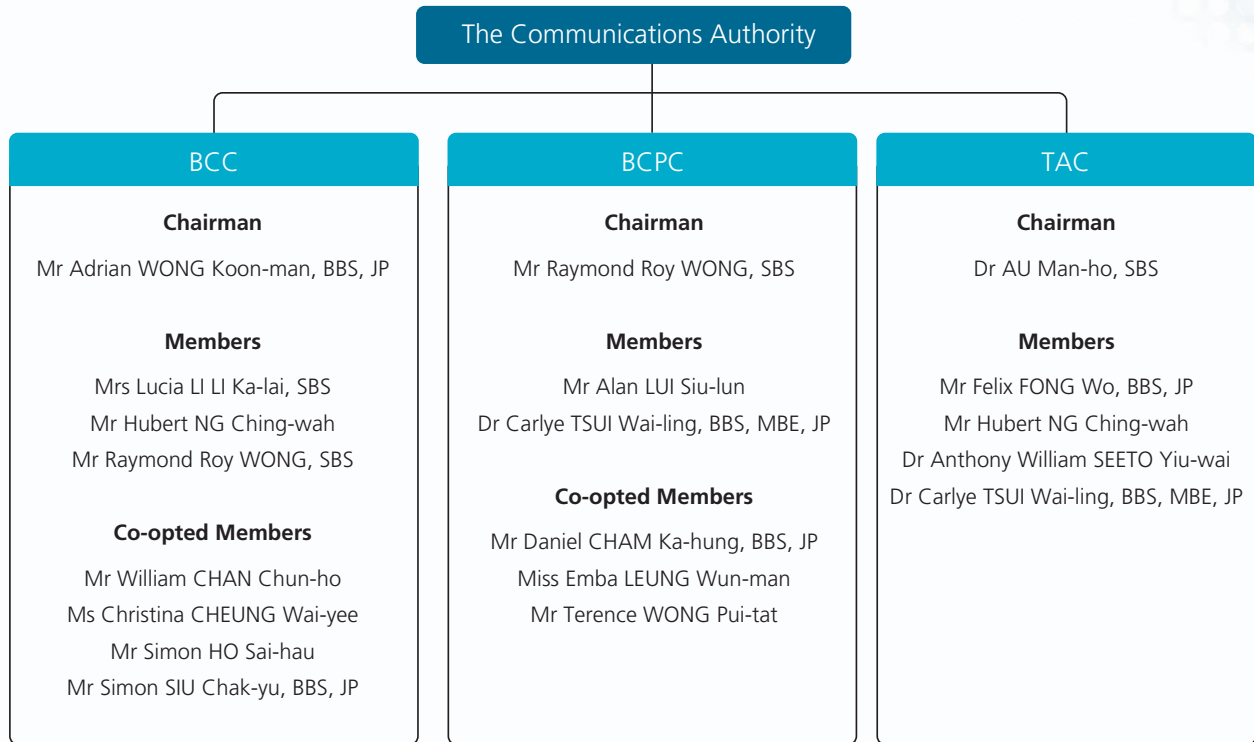 The Communications Authority
BCC
Chairman
Mr Adrian WONG Koon-man, BBS, JP
Members
Mrs Lucia LI LI Ka-lai, SBS
Mr Hubert NG Ching-wah
Mr Raymond Roy WONG, SBS
Co-opted Members
Mr William CHAN Chun-ho
Ms Christina CHEUNG Wai-yee
Mr Simon HO Sai-hau
Mr Simon SIU Chak-yu, BBS, JP
BCPC
Chairman
Mr Raymond Roy WONG, SBS
Members
Mr Alan LUI Siu-lun
Dr Carlye TSUI Wai-ling, BBS, MBE, JP
Co-opted Members
Mr Daniel CHAM Ka-hung, BBS, JP
Miss Emba LEUNG Wun-man
Mr Terence WONG Pui-tat
TAC
Chairman
Dr AU Man-ho, SBS
Members
Mr Felix FONG Wo, BBS, JP
Mr Hubert NG Ching-wah
Dr Anthony William SEETO Yiu-wai
Dr Carlye TSUI Wai-ling, BBS, MBE, JP